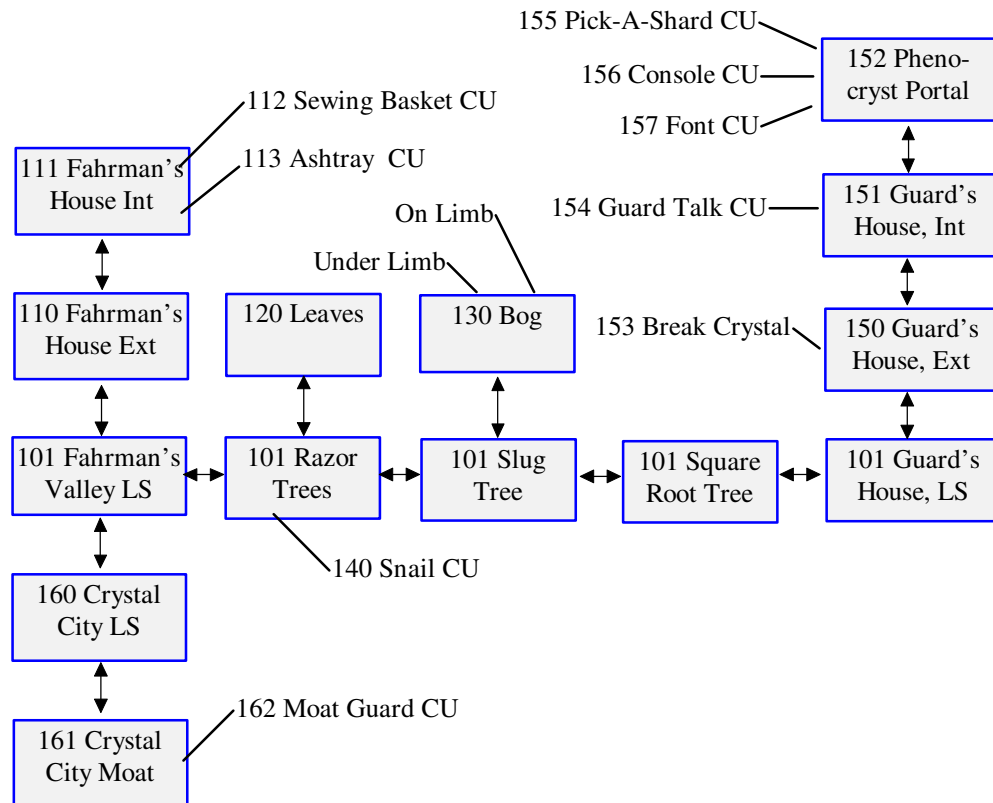 155 Pick-A-Shard CU
156 Console CU
157 Font CU
152 Pheno-
cryst Portal
112 Sewing Basket CU
113 Ashtray CU
111 Fahrman's
House Int
154 Guard Talk CU
151 Guard's
House, Int
On Limb
Under Limb
110 Fahrman's
House Ext
120 Leaves
130 Bog
153 Break Crystal
150 Guard's
House, Ext
101 Fahrman's
Valley LS
101 Razor
Trees
101 Slug
Tree
101 Square
Root Tree
101 Guard's
House, LS
140 Snail CU
160 Crystal
City LS
162 Moat Guard CU
161 Crystal
City Moat